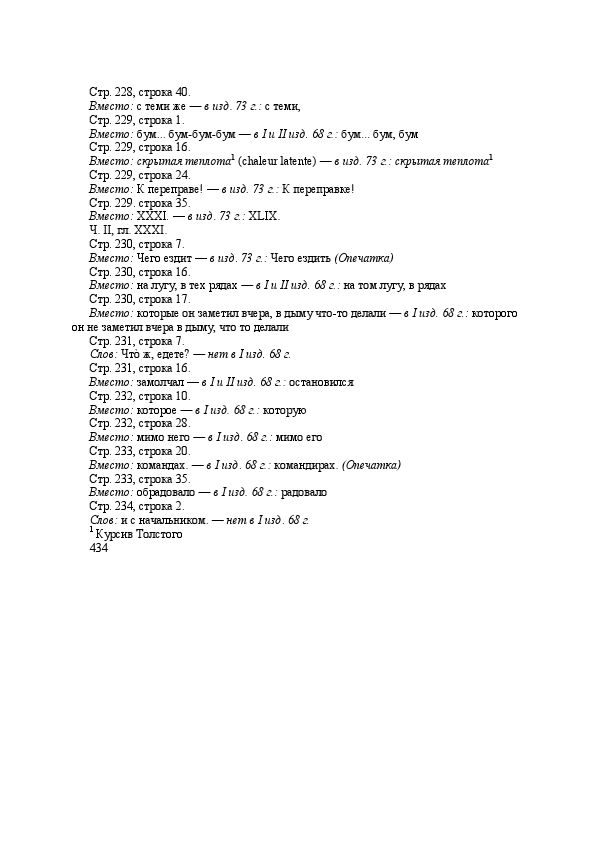 Стр. 228, строка 40.
Вместо: с теми же — в изд. 73 г.: с теми,
Стр. 229, строка 1.
Вместо: бум... бум-бум-бум — в I и II изд. 68 г.: бум... бум, бум
Стр. 229, строка 16.
Вместо: скрытая теплота¹ (chaleur latente) — в изд. 73 г.: скрытая теплота¹
Стр. 229, строка 24.
Вместо: К переправе! — в изд. 73 г.: К переправке!
Стр. 229. строка 35.
Вместо: XXXI. — в изд. 73 г.: XLIX.
Ч. II, гл. XXXI.
Стр. 230, строка 7.
Вместо: Чего ездит — в изд. 73 г.: Чего ездить (Опечатка)
Стр. 230, строка 16.
Вместо: на лугу, в тех рядах — в I и II изд. 68 г.: на том лугу, в рядах
Стр. 230, строка 17.
Вместо: которые он заметил вчера, в дыму что-то делали — в I изд. 68 г.: которого
он не заметил вчера в дыму, что то делали
Стр. 231, строка 7.
Слов: Что̀ ж, едете? — нет в I изд. 68 г.
Стр. 231, строка 16.
Вместо: замолчал — в I и II изд. 68 г.: остановился
Стр. 232, строка 10.
Вместо: которое — в I изд. 68 г.: которую
Стр. 232, строка 28.
Вместо: мимо него — в I изд. 68 г.: мимо его
Стр. 233, строка 20.
Вместо: командах. — в I изд. 68 г.: командирах. (Опечатка)
Стр. 233, строка 35.
Вместо: обрадовало — в I изд. 68 г.: радовало
Стр. 234, строка 2.
Слов: и с начальником. — нет в I изд. 68 г.
¹ Курсив Толстого
434